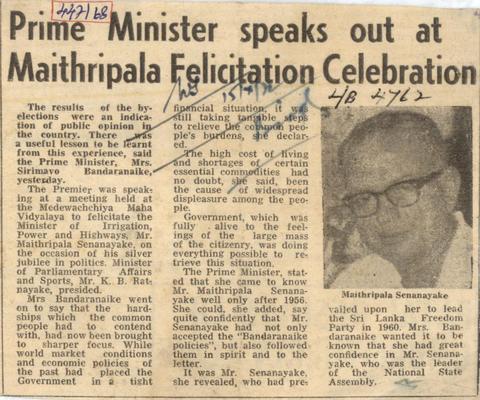 447/68
Prime Minister speaks out at
Maithripala Felicitation Celebration
4B 4762
The results of the by-
elections were an indica-
tion of public opinion in
the country. There was
a useful lesson to be learnt
from this experience, said
the Prime Minister, Mrs.
Sirimavo Bandaranaike,
yesterday.
The Premier was speak-
ing at a meeting held at
the Medewachchiya Maha
Vidyalaya to felicitate the
Minister of Irrigation,
Power and Highways, Mr.
Maithripala Senanayake, on
the occasion of his silver
jubilee in politics. Minister
of Parliamentary Affairs
and Sports, Mr. K. B. Rat-
nayake, presided.
Mrs Bandaranaike went
on to say that the hard-
ships which the common
people had to contend
with, had now been brought
to sharper focus. While
world market conditions
and economic policies of
the past had placed the
Government in a tight
financial situation, it was
still taking tangible steps
to relieve the common peo-
ple's burdens, she declar-
ed.
The high cost of living
and shortages of certain
essential commodities had
no doubt, she said, been
the cause of widespread
displeasure among the peo-
ple.
Government, which was
fully alive to the feel-
ings of the large mass
of the citizenry, was doing
everything possible to re-
trieve this situation.
The Prime Minister, stat-
ed that she came to know
Mr. Maithripala Senana-
yake well only after 1956.
She could, she added, say
quite confidently that Mr.
Senanayake had not only
accepted the "Bandaranaike
policies", but also followed
them in spirit and to the
letter.
It was Mr. Senanayake,
she revealed, who had pre-
Maithripala Senanayake
vailed upon her to lead
the Sri Lanka Freedom
Party in 1960. Mrs. Ban-
daranaike wanted it to be
known that she had great
confidence in Mr. Senana-
yake, who was the leader
of the National State
Assembly.